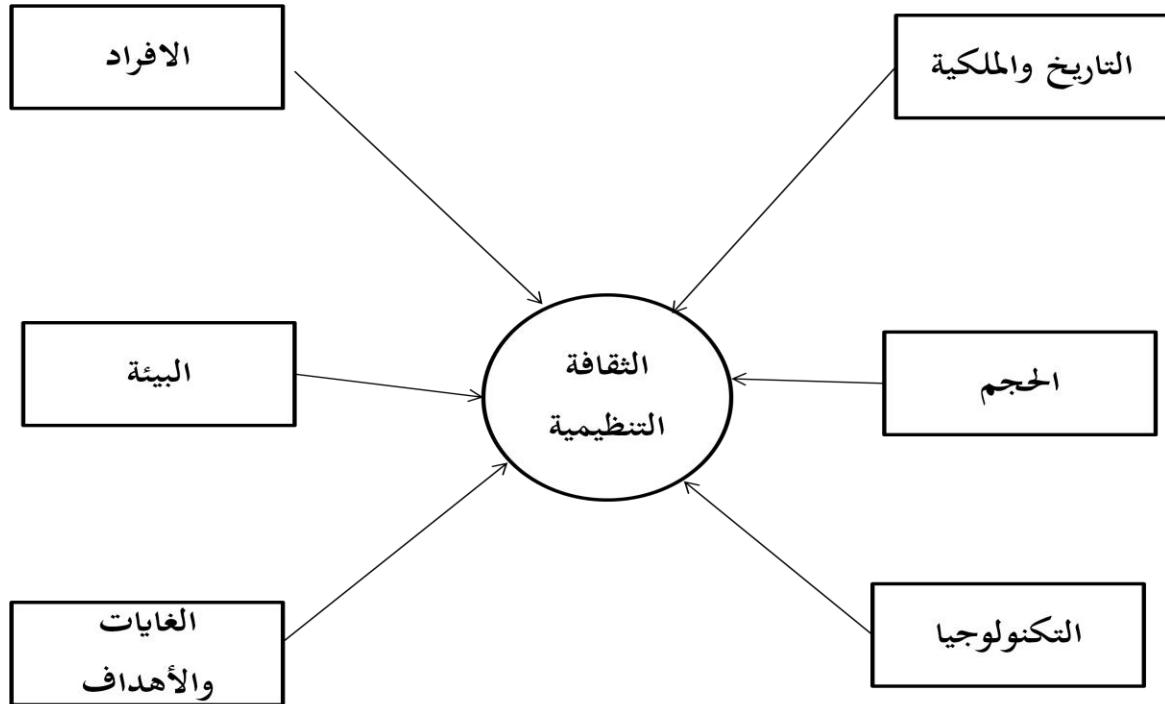 التاريخ والملكية
الافراد
الحجم
الثقافة
التنظيمية
البيئة
التكنولوجيا
الغايات
والأهداف